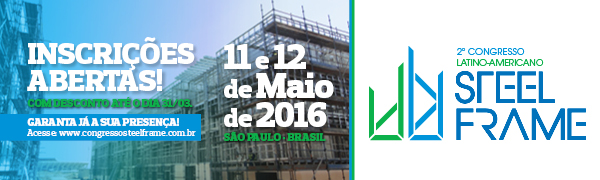 INSCRIÇÕES
ABERTAS!
COM DESCONTO ATÉ O DIA 31/03.
GARANTA JÁ A SUA PRESENÇA!
Acesse: www.congressosteelframe.com.br
11 e 12
de Maio
de 2016
SÃO PAULO - BRASIL
2º CONGRESSO
LATINO-AMERICANO
STEEL
FRAME